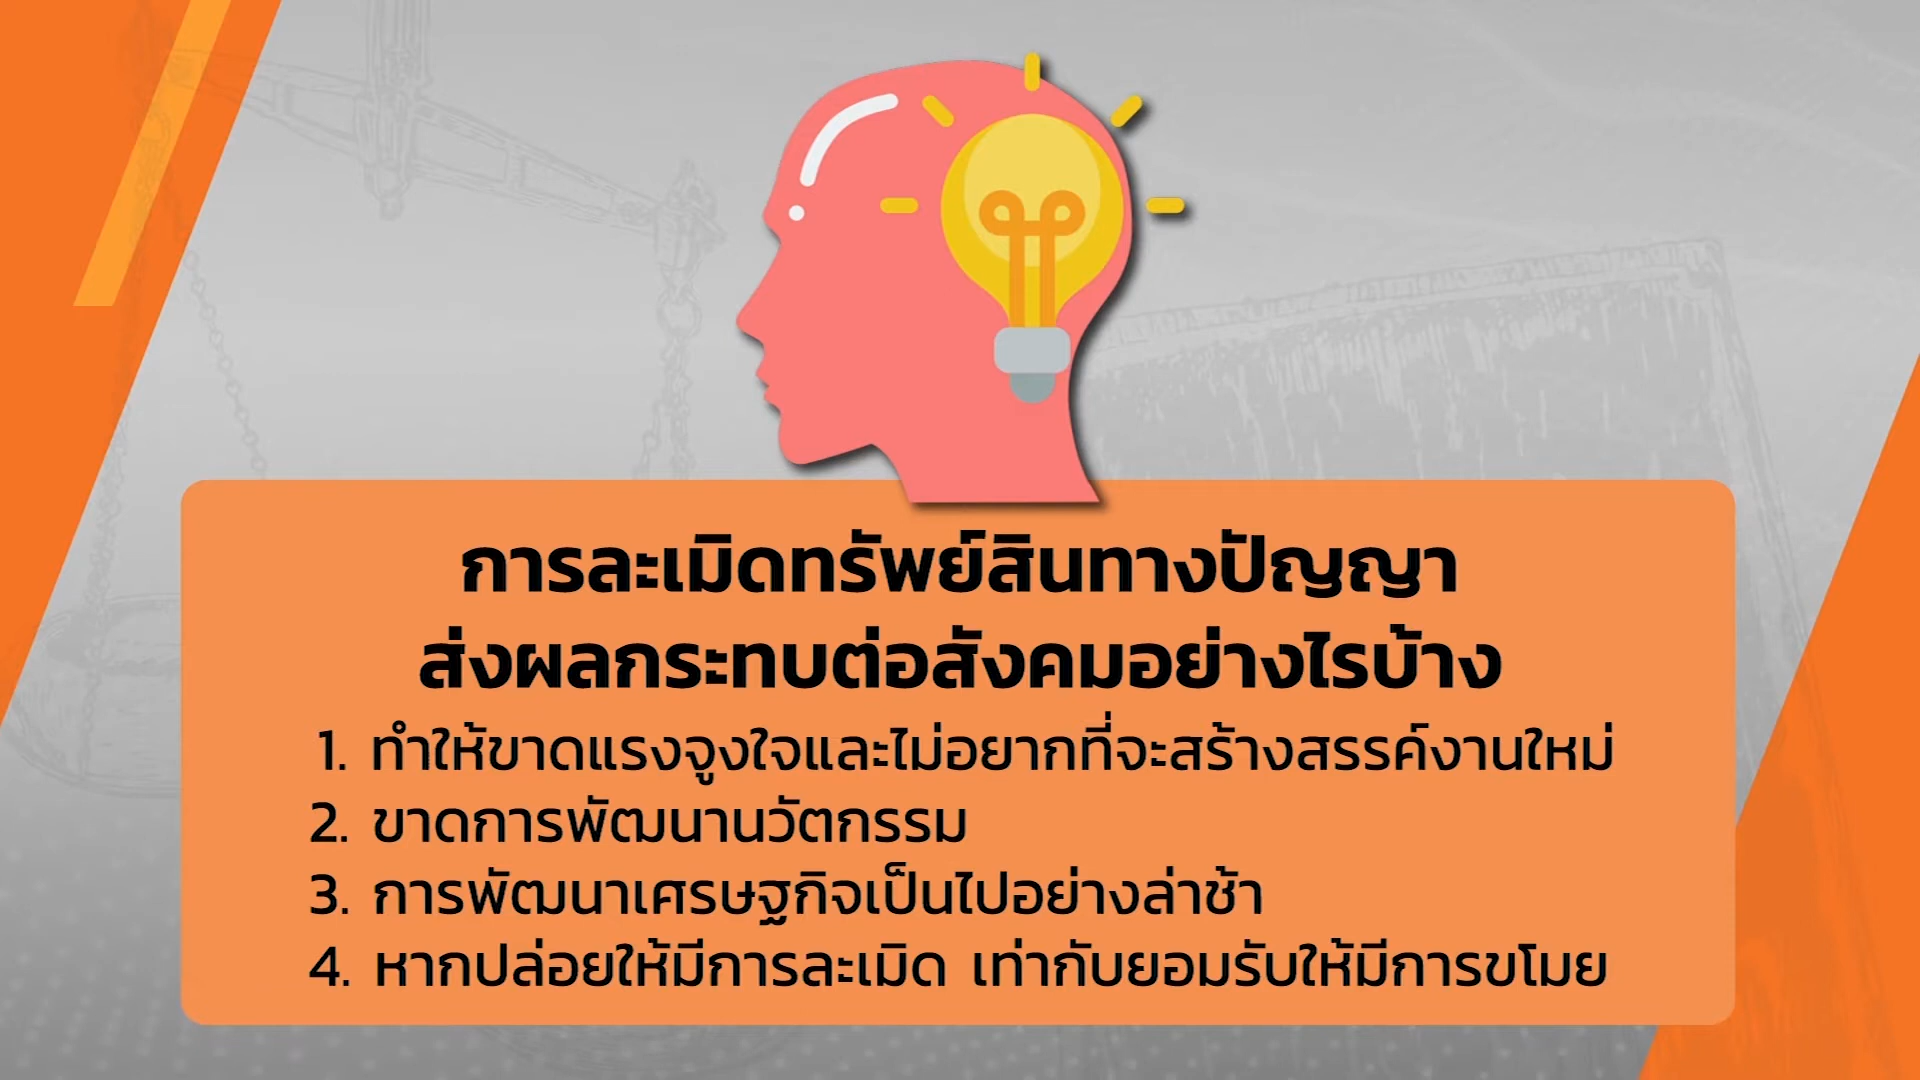 การละเมิดทรัพย์สินทางปัญญา
ส่งผลกระทบต่อสังคมอย่างไรบ้าง
1. ทำให้ขาดแรงจูงใจและไม่อยากที่จะสร้างสรรค์งานใหม่
2. ขาดการพัฒนานวัตกรรม
3. การพัฒนาเศรษฐกิจเป็นไปอย่างล่าช้า
4. หากปล่อยให้มีการละเมิด เท่ากับยอมรับให้มีการขโมย